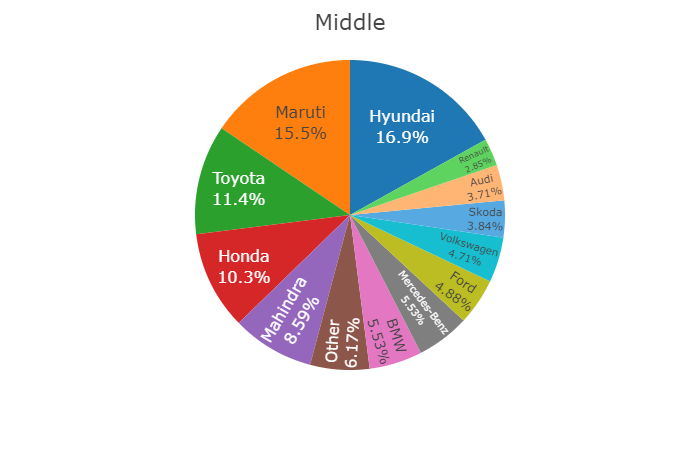 Middle
Hyundai
16.9%
Maruti
15.5%
Toyota
11.4%
Honda
10.3%
Mahindra
8.59%
Other
6.17%
BMW
5.53%
Mercedes-Benz
5.53%
Ford
4.88%
Volkswagen
4.71%
Skoda
3.84%
Audi
3.71%
Renault
2.85%